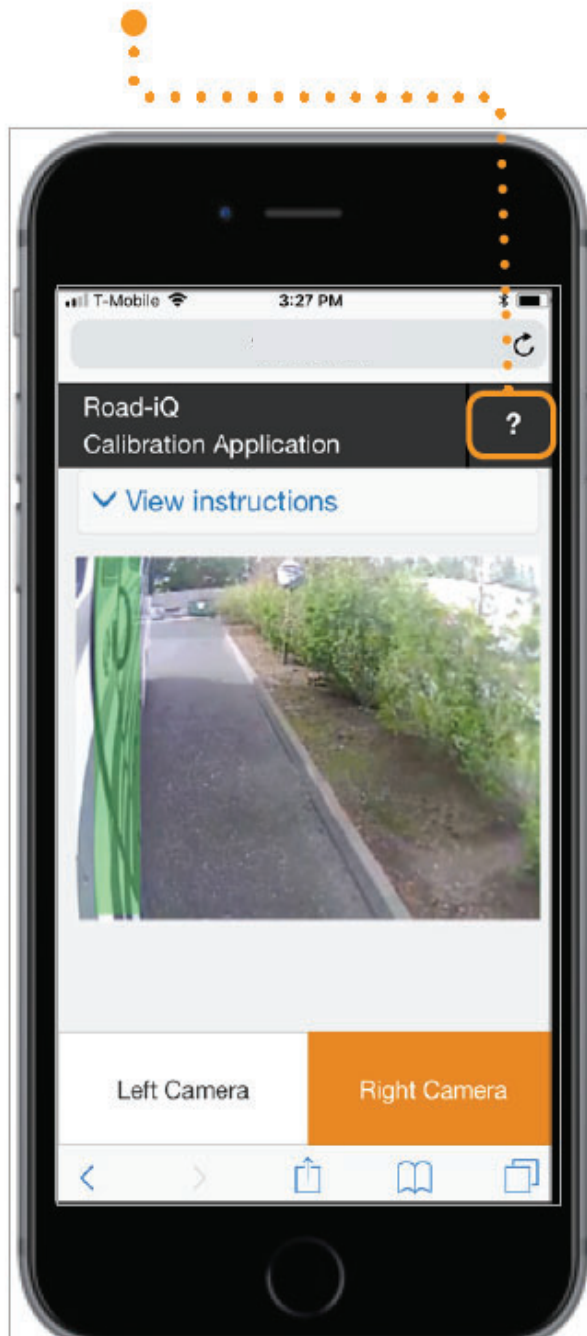 T-Mobile 3:27 PM
Road-iQ
Calibration Application
?
View instructions
Left Camera
Right Camera